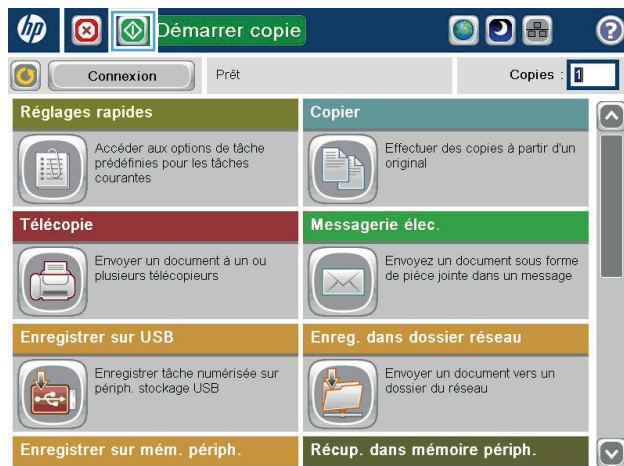 hp
Démarrer copie
?
Connexion
Prêt
Copies : 1
Réglages rapides
Accéder aux options de tâche
prédéfinies pour les tâches
courantes
Copier
Effectuer des copies à partir d'un
original
Télécopie
Envoyer un document à un ou
plusieurs télécopieurs
Messagerie élec.
Envoyez un document sous forme
de pièce jointe dans un message
Enregistrer sur USB
Enregistrer tâche numérisée sur
périph. stockage USB
Enreg. dans dossier réseau
Envoyer un document vers un
dossier du réseau
Enregistrer sur mém. périph.
Récup. dans mémoire périph.